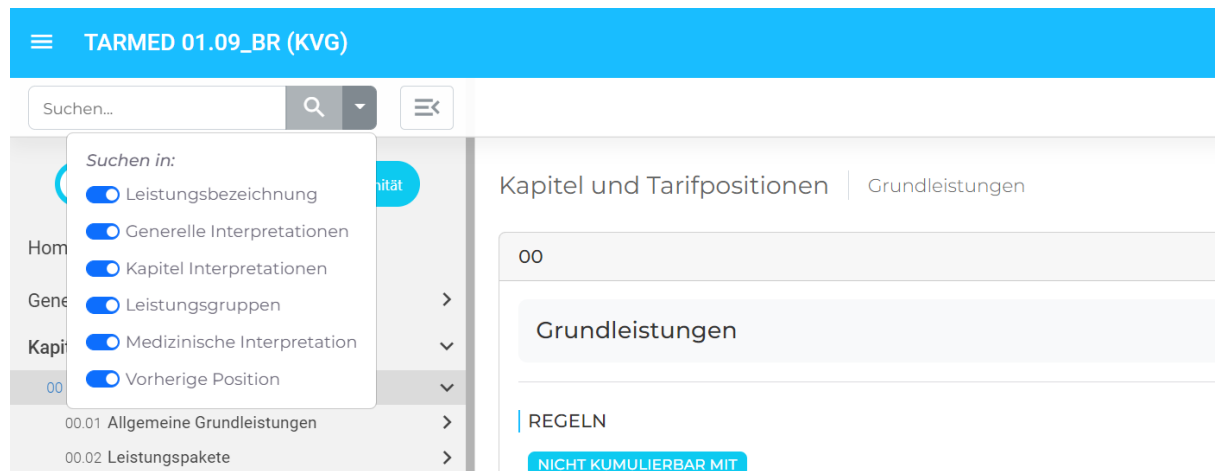 TARMED 01.09_BR (KVG)
Suchen...
Suchen in:
Leistungsbezeichnung
Generelle Interpretationen
Kapitel Interpretationen
Leistungsgruppen
Medizinische Interpretation
Vorherige Position
00
00.01 Allgemeine Grundleistungen
00.02 Leistungspakete
Kapitel und Tarifpositionen Grundleistungen
00
Grundleistungen
REGELN
NICHT KUMULIERBAR MIT